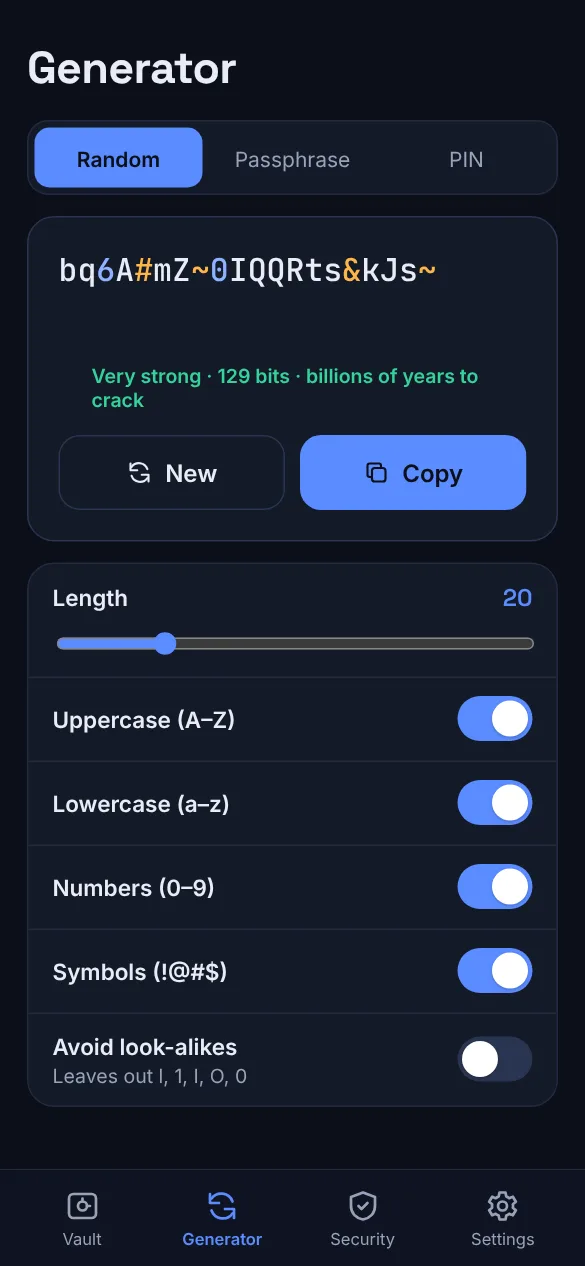 Generator
Random
Passphrase
PIN
bq6A#mZ~0IQQRts&kJs~
Very strong · 129 bits · billions of years to
crack
New
Copy
Length
20
Uppercase (A–Z)
Lowercase (a–z)
Numbers (0–9)
Symbols (!@#$)
Avoid look-alikes
Leaves out l, 1, I, O, 0
Vault
Generator
Security
Settings